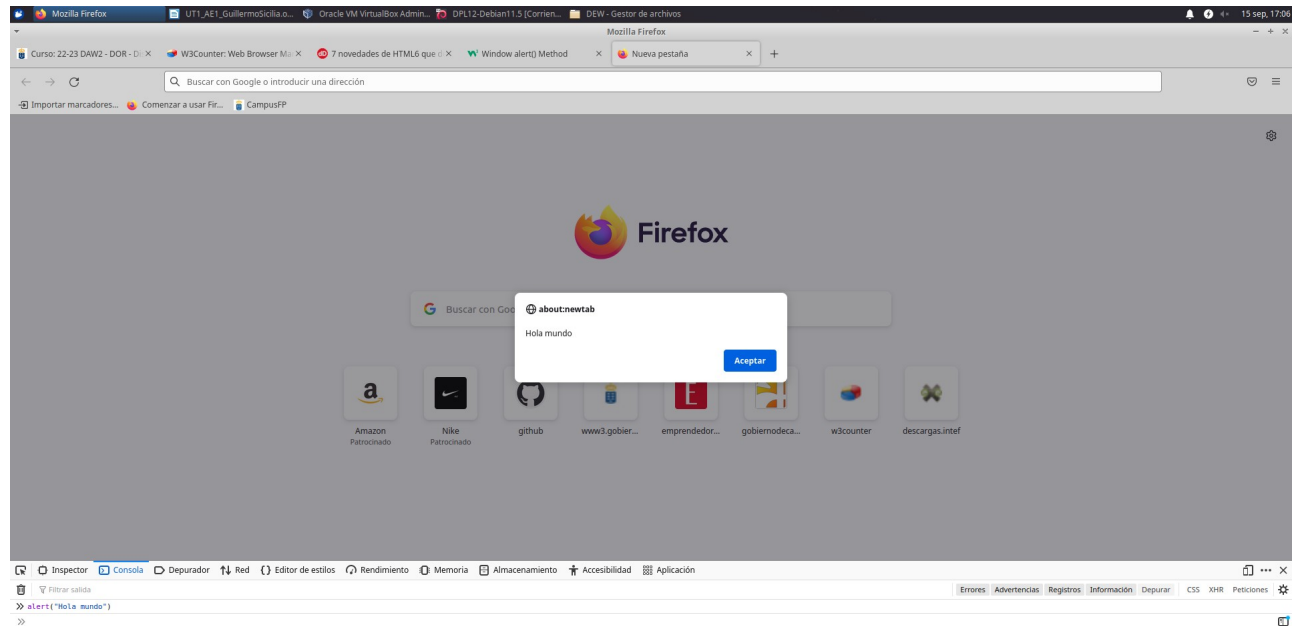 Mozilla Firefox UT1_AE1_GuillermoSicilia.o... Oracle VM VirtualBox Admin... DPL12-Debian11.5 [Corrien... DEW - Gestor de archivos 15 sep, 17:06
Mozilla Firefox
Curso: 22-23 DAW2 - DOR - D W3Counter: Web Browser Ma 7 novedades de HTML6 que d Window alert() Method Nueva pestaña
Buscar con Google o introducir una dirección
Importar marcadores... Comenzar a usar Fir... CampusFP
Firefox
Buscar con Goo
about:newtab
Hola mundo
Aceptar
Amazon Nike github www3.gobier... emprendedor... gobiernodeca... w3counter descargas.intef
Patrocinado Patrocinado
Inspector Consola Depurador Red Editor de estilos Rendimiento Memoria Almacenamiento Accesibilidad Aplicación
Filtrar salida Errores Advertencias Registros Información Depurar CSS XHR Peticiones
>> alert("Hola mundo")
>>